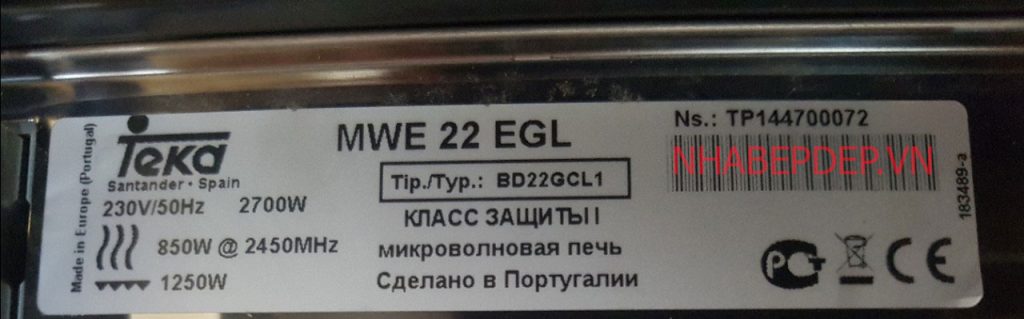 Made in Europe (Portugal)
Teka
Santander • Spain
230V/50Hz 2700W
850W @ 2450MHz
1250W
MWE 22 EGL
Tip./Typ.: BD22GCL1
КЛАСС ЗАЩИТЫ I
микроволновая печь
Сделано в Португалии
Ns.: TP144700072
NHABEPDEP.VN
183489-a
РСТ
CE